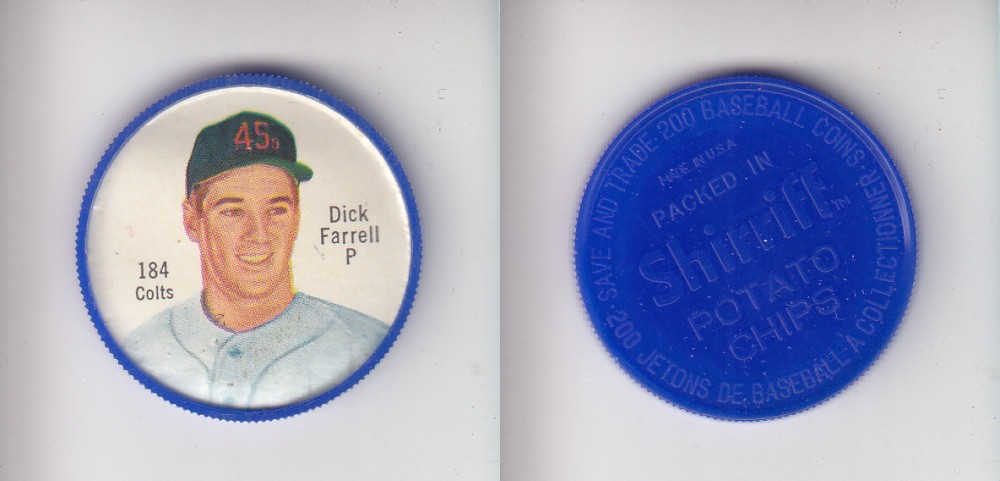 45s
Dick
Farrell
P
184
Colts
SAVE AND TRADE-200 BASEBALL COINS-
200 JETONS DE BASEBALL A COLLECTIONNER-
MADE IN USA
PACKED IN
Shirriff
POTATO
CHIPS